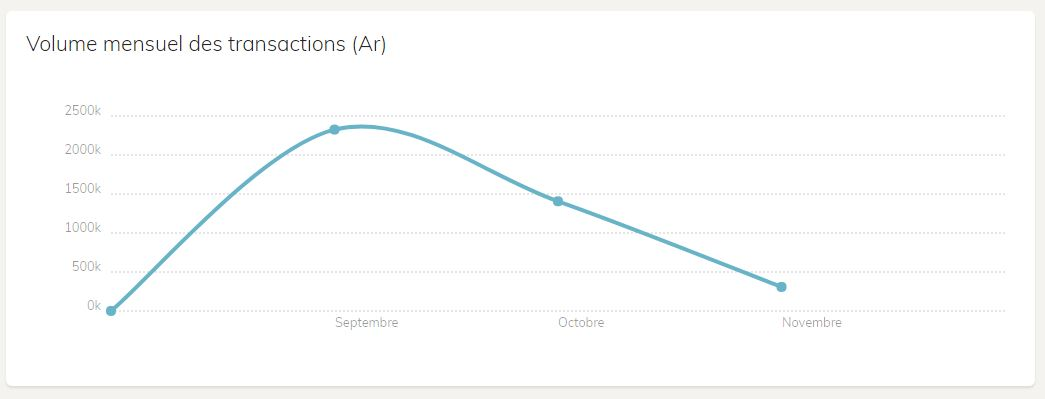 Volume mensuel des transactions (Ar)
2500k
2000k
1500k
1000k
500k
0k
Septembre
Octobre
Novembre